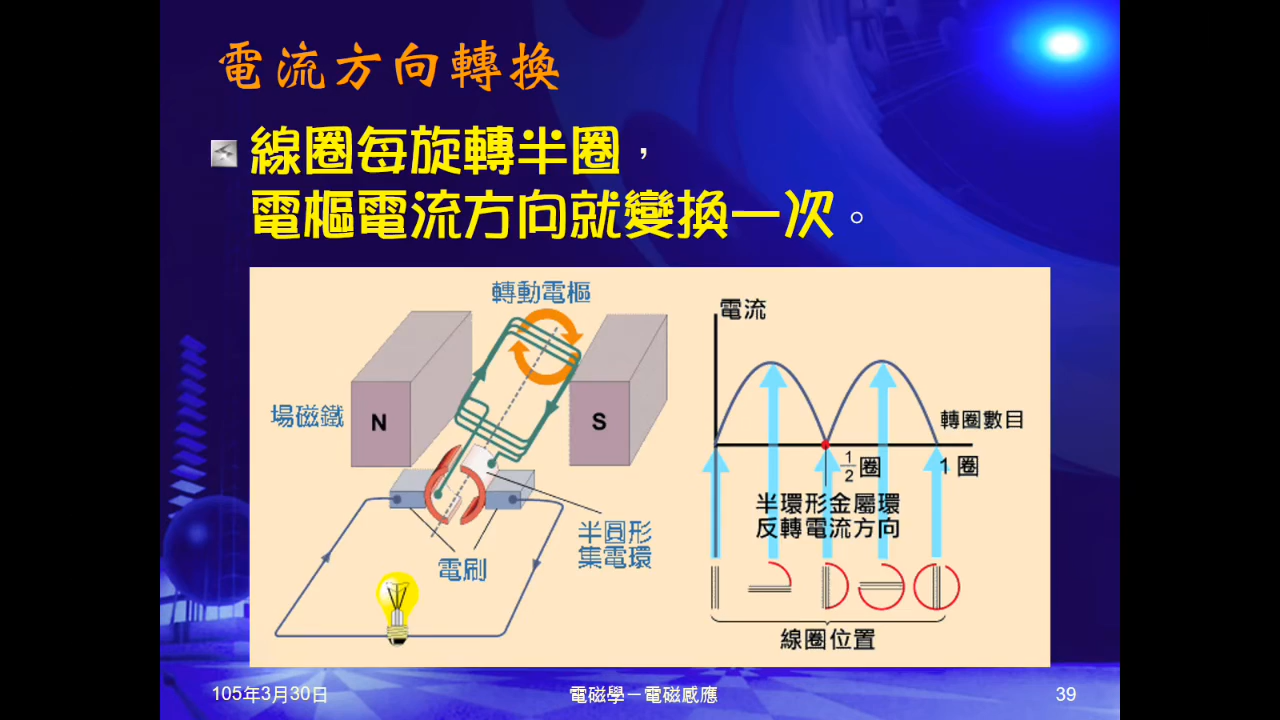 電流方向轉換
線圈每旋轉半圈，
電樞電流方向就變換一次。
轉動電樞
場磁鐵
N
S
電刷
半圓形
集電環
電流
轉圈數目
1/2 圈
1 圈
半環形金屬環
反轉電流方向
線圈位置
105年3月30日
電磁學－電磁感應
39